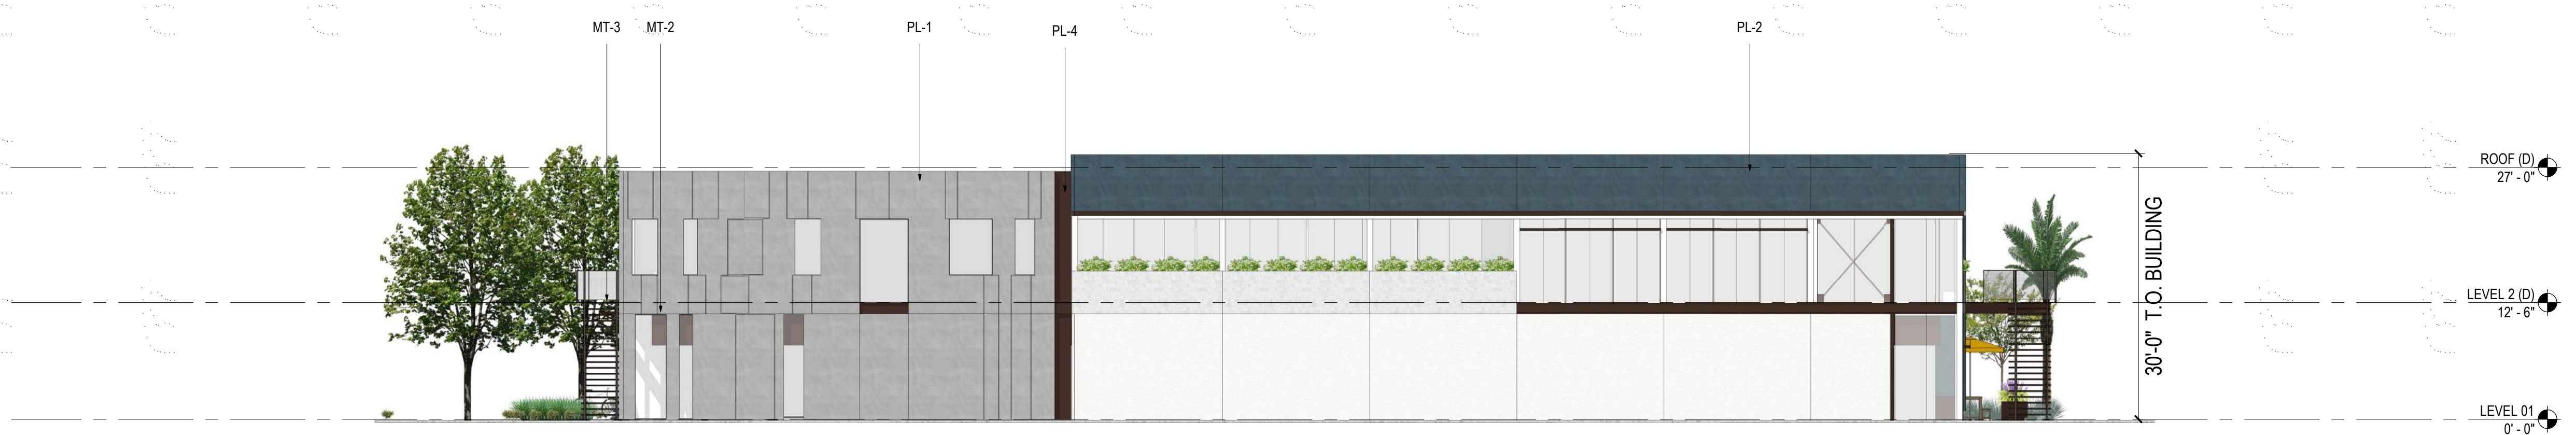 MT-3
MT-2
PL-1
PL-4
PL-2
ROOF (D)
27' - 0"
LEVEL 2 (D)
12' - 6"
30'-0" T.O. BUILDING
LEVEL 01
0' - 0"